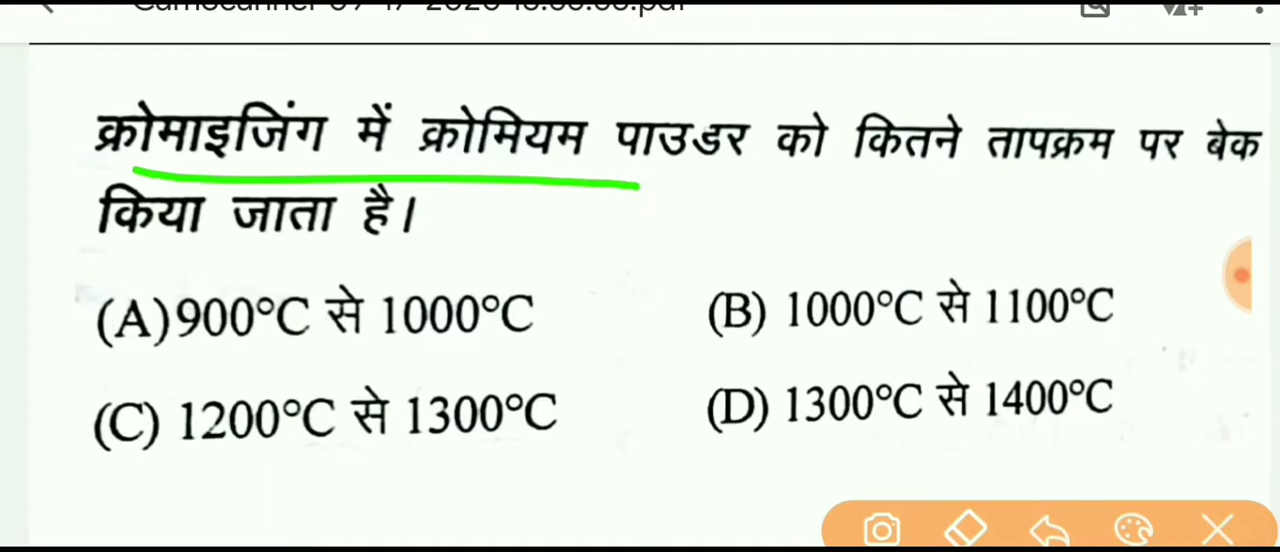 क्रोमाइजिंग में क्रोमियम पाउडर को कितने तापक्रम पर बेक
किया जाता है।
(A) 900°C से 1000°C
(B) 1000°C से 1100°C
(C) 1200°C से 1300°C
(D) 1300°C से 1400°C